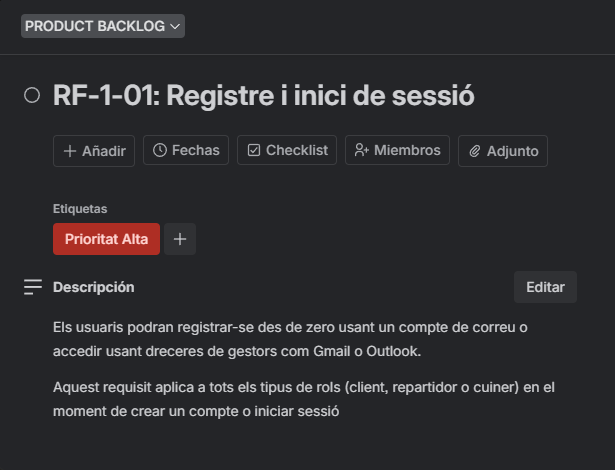 PRODUCT BACKLOG
RF-1-01: Registre i inici de sessió
Añadir
Fechas
Checklist
Miembros
Adjunto
Etiquetas
Prioritat Alta
Descripción
Editar
Els usuaris podran registrar-se des de zero usant un compte de correu o
accedir usant dreceres de gestors com Gmail o Outlook.
Aquest requisit aplica a tots els tipus de rols (client, repartidor o cuiner) en el
moment de crear un compte o iniciar sessió